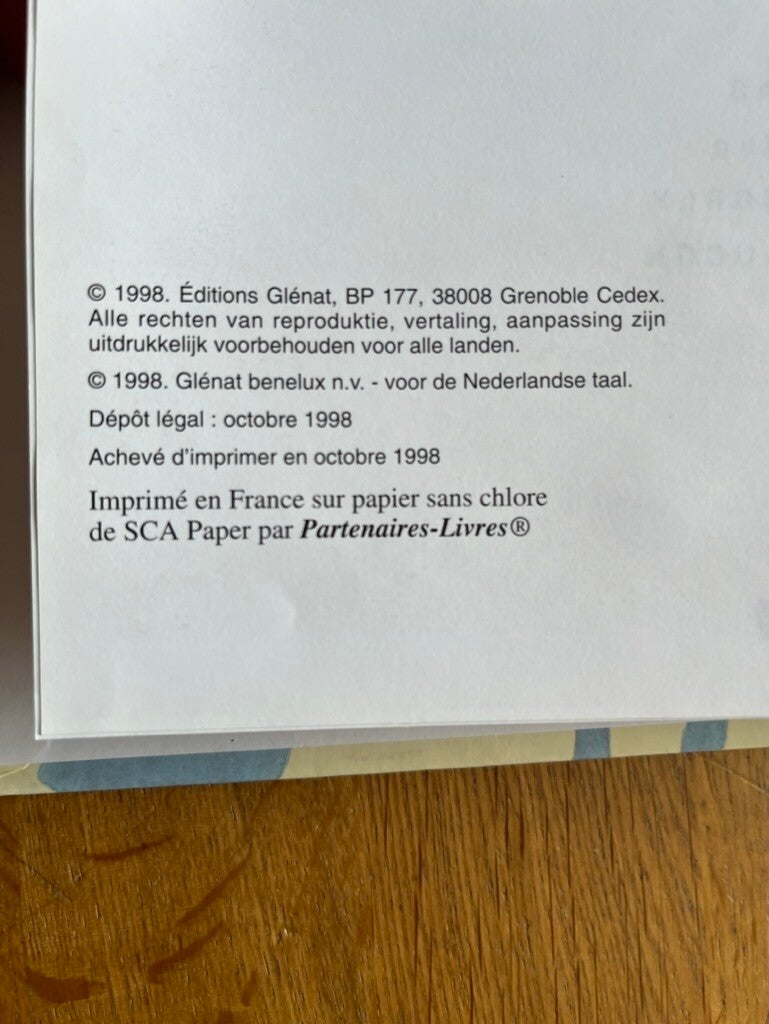 © 1998. Éditions Glénat, BP 177, 38008 Grenoble Cedex.
Alle rechten van reproduktie, vertaling, aanpassing zijn
uitdrukkelijk voorbehouden voor alle landen.
© 1998. Glénat benelux n.v. - voor de Nederlandse taal.
Dépôt légal : octobre 1998
Achevé d'imprimer en octobre 1998
Imprimé en France sur papier sans chlore
de SCA Paper par Partenaires-Livres®